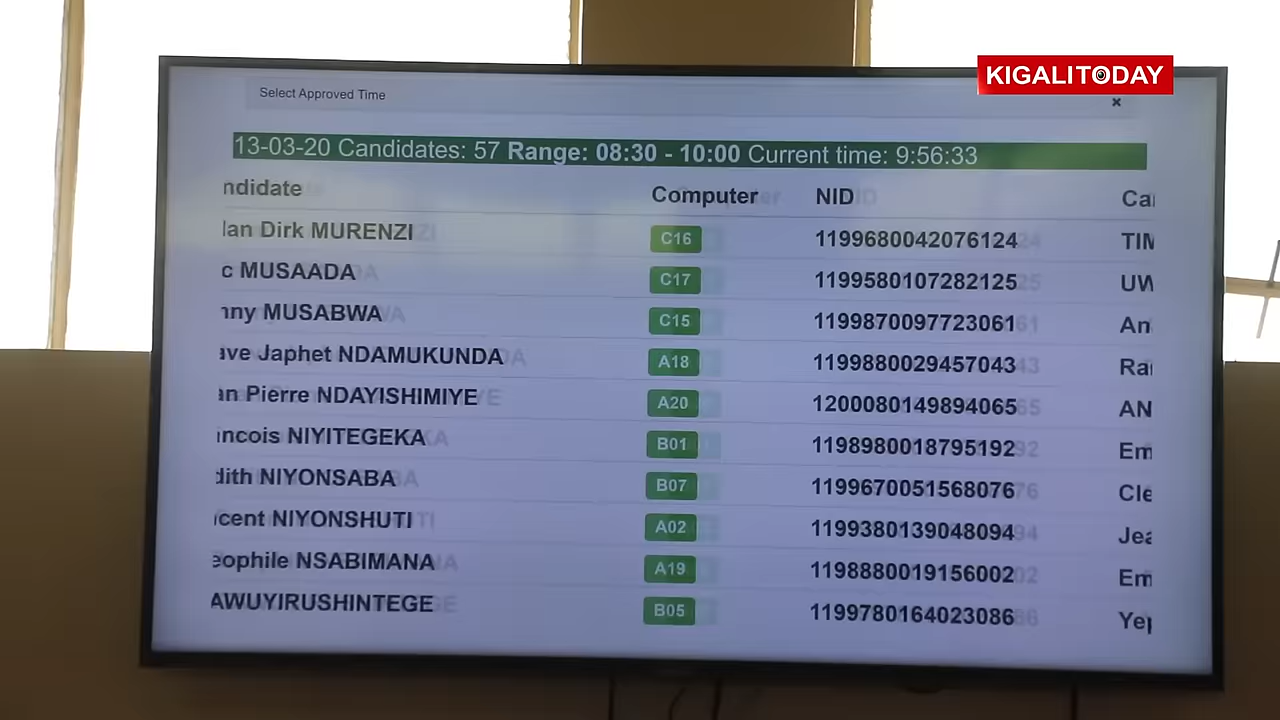 KIGALITODAY
Select Approved Time ×
13-03-20 Candidates: 57 Range: 08:30 - 10:00 Current time: 9:56:33
ndidate Computer NID Ca
lan Dirk MURENZI C16 1199680042076124 TIM
c MUSAADA C17 1199580107282125 UW
nny MUSABWA C15 1199870097723061 An
ave Japhet NDAMUKUNDA A18 1199880029457043 Ra
an Pierre NDAYISHIMIYE A20 1200080149894065 AN
ncois NIYITEGEKA B01 1198980018795192 Em
dith NIYONSABA B07 1199670051568076 Cle
cent NIYONSHUTI A02 1199380139048094 Jea
eophile NSABIMANA A19 1198880019156002 Em
AWUYIRUSHINTEGE B05 1199780164023086 Yep